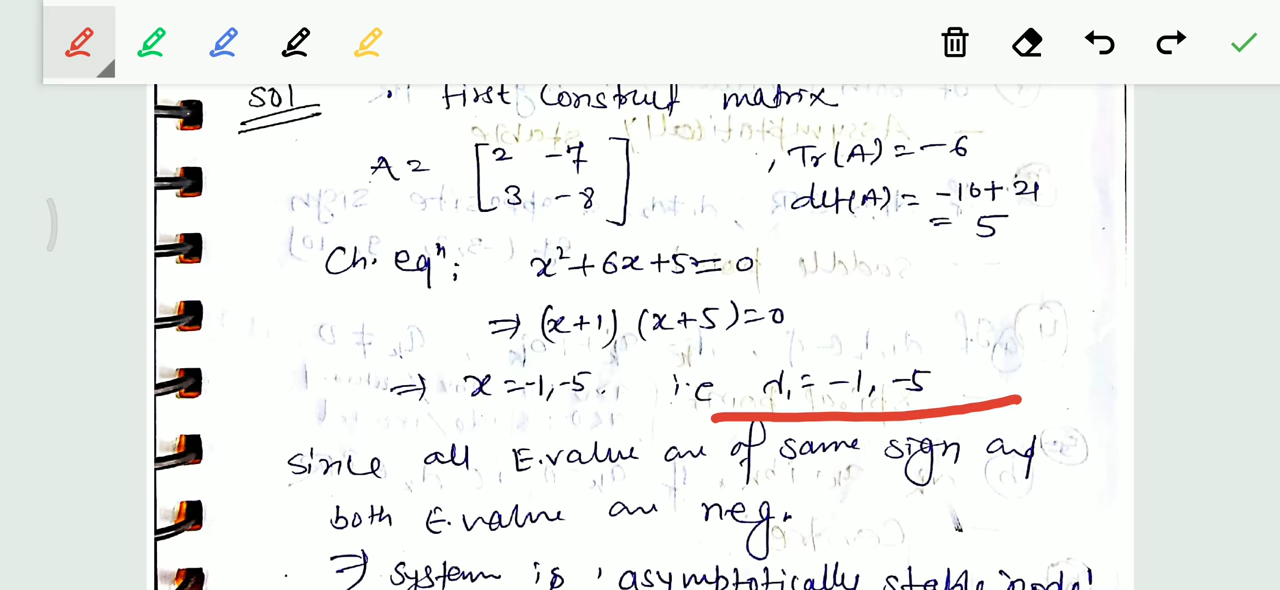 Sol . First Construct matrix
A = [2 -7
3 -8] , Tr(A) = -6
det(A) = -16+21
= 5
Ch. eqⁿ; x²+6x+5=0
⇒ (x+1) (x+5)=0
⇒ x = -1, -5. i.e d, = -1, -5
since all E.value are of same sign and
both E.value are neg.
⇒ system is, asymptotically stable node